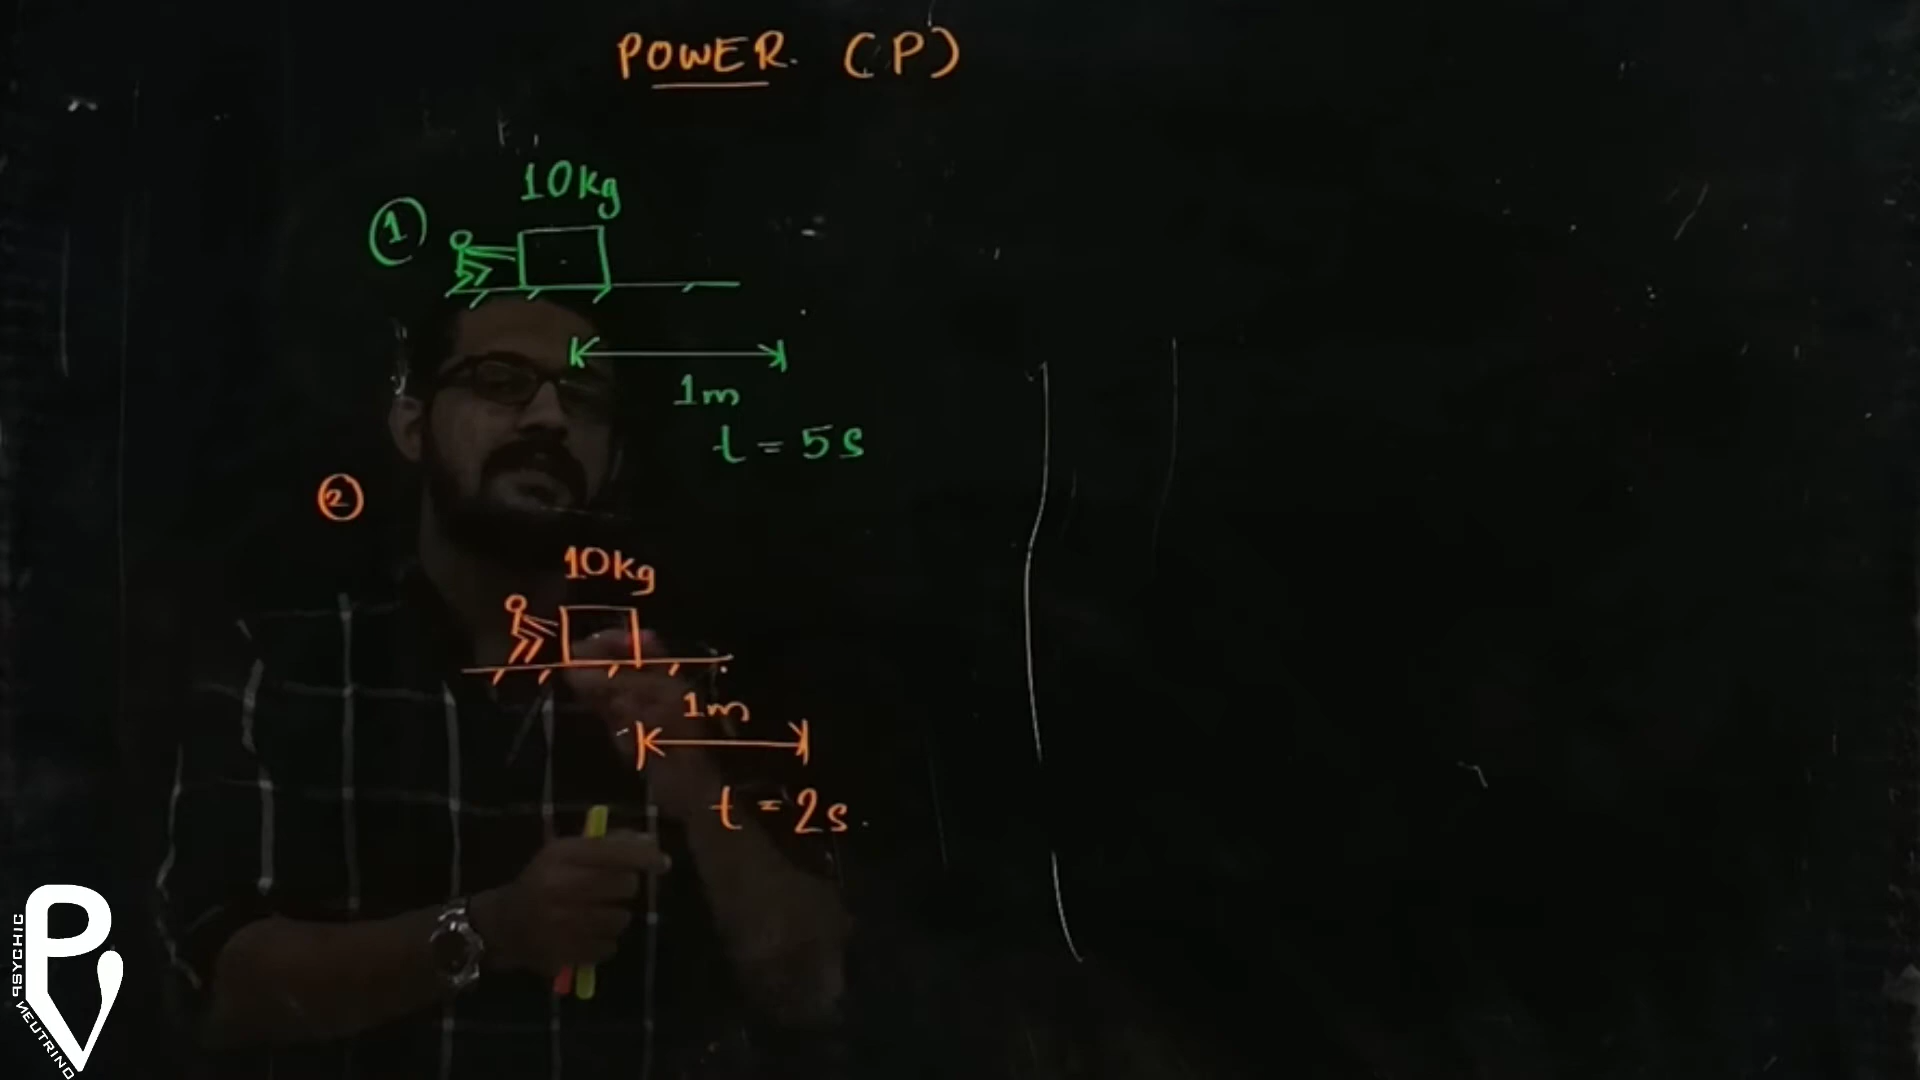 POWER. (P)
10kg
1
1m
t = 5s
2
10kg
1m
t = 2s.
PSYCHIC
NEUTRINO